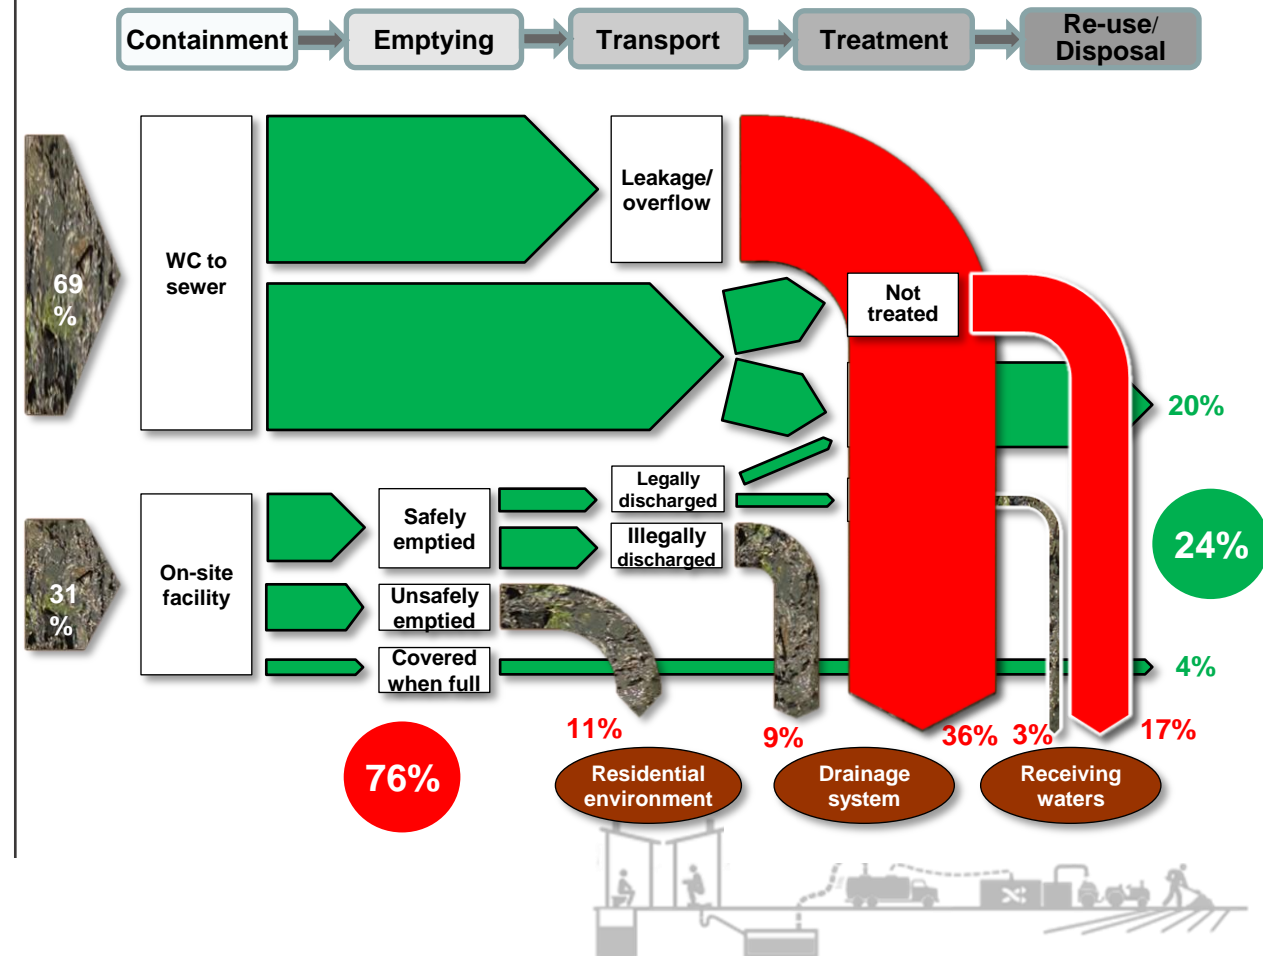 Containment
Emptying
Transport
Treatment
Re-use/
Disposal
WC to
sewer
Leakage/
overflow
Not
treated
69
%
20%
On-site
facility
31
%
Safely
emptied
Legally
discharged
Illegally
discharged
Unsafely
emptied
Covered
when full
24%
4%
76%
11%
9%
36%
3%
17%
Residential
environment
Drainage
system
Receiving
waters